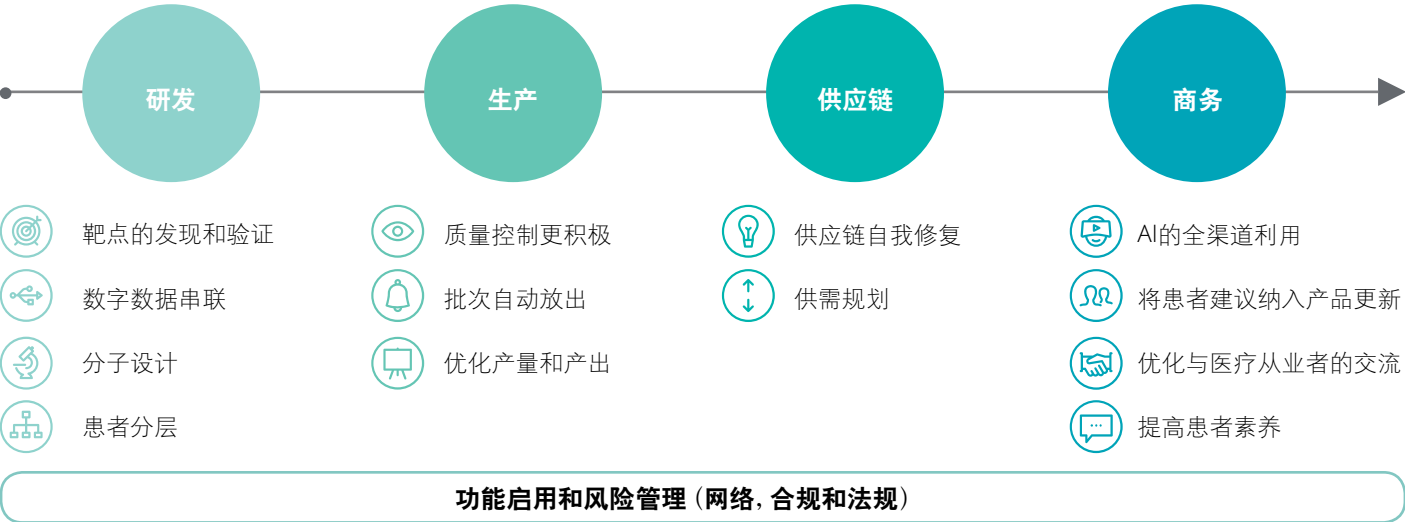 研发
生产
供应链
商务
靶点的发现和验证
数字数据串联
分子设计
患者分层
质量控制更积极
批次自动放出
优化产量和产出
供应链自我修复
供需规划
AI的全渠道利用
将患者建议纳入产品更新
优化与医疗从业者的交流
提高患者素养
功能启用和风险管理（网络, 合规和法规）